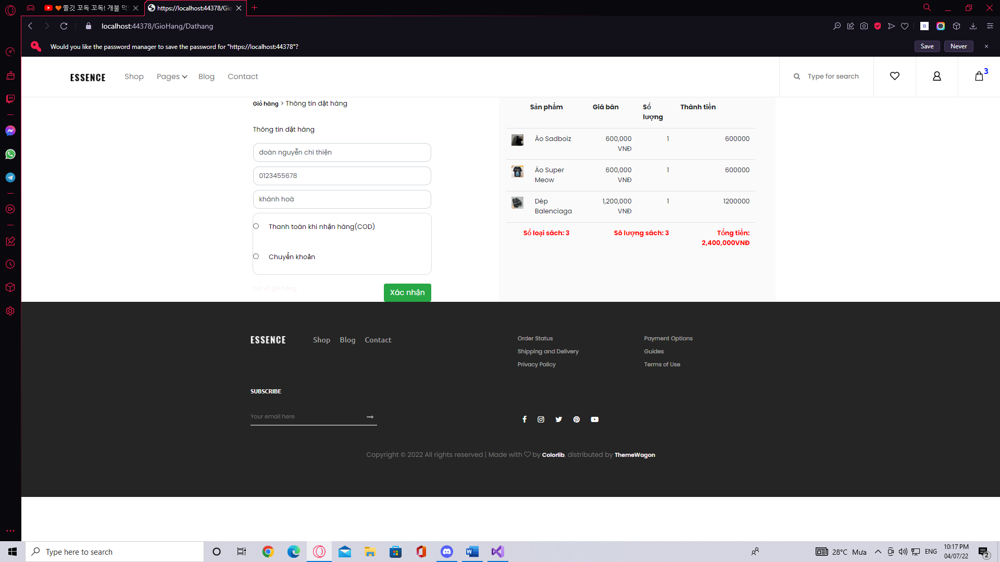 🧡쫄깃 꼬독 꼬독! 개불 먹
https://localhost:44378/Gio
localhost:44378/GioHang/Dathang
Would you like the password manager to save the password for "https://localhost:44378"?
Save
Never
ESSENCE
Shop
Pages
Blog
Contact
Type for search
3
Giỏ hàng > Thông tin đặt hàng
Thông tin đặt hàng
đoàn nguyễn chí thiện
0123455678
khánh hoà
Thanh toán khi nhận hàng(COD)
Chuyển khoản
Trở về giỏ hàng
Xác nhận
Sản phẩm Giá bán Số Thành tiền
lượng
Áo Sadboiz 600,000 1 600000
VNĐ
Áo Super 600,000 1 600000
Meow VNĐ
Dép 1,200,000 1 1200000
Balenciaga VNĐ
Số loại sách: 3 Sô lượng sách: 3 Tổng tiền:
2,400,000VNĐ
ESSENCE
Shop Blog Contact
Order Status
Shipping and Delivery
Privacy Policy
Payment Options
Guides
Terms of Use
SUBSCRIBE
Your email here
Copyright © 2022 All rights reserved | Made with ♡ by Colorlib, distributed by ThemeWagon
Type here to search
28°C Mưa
ENG
10:17 PM
04/07/22
2